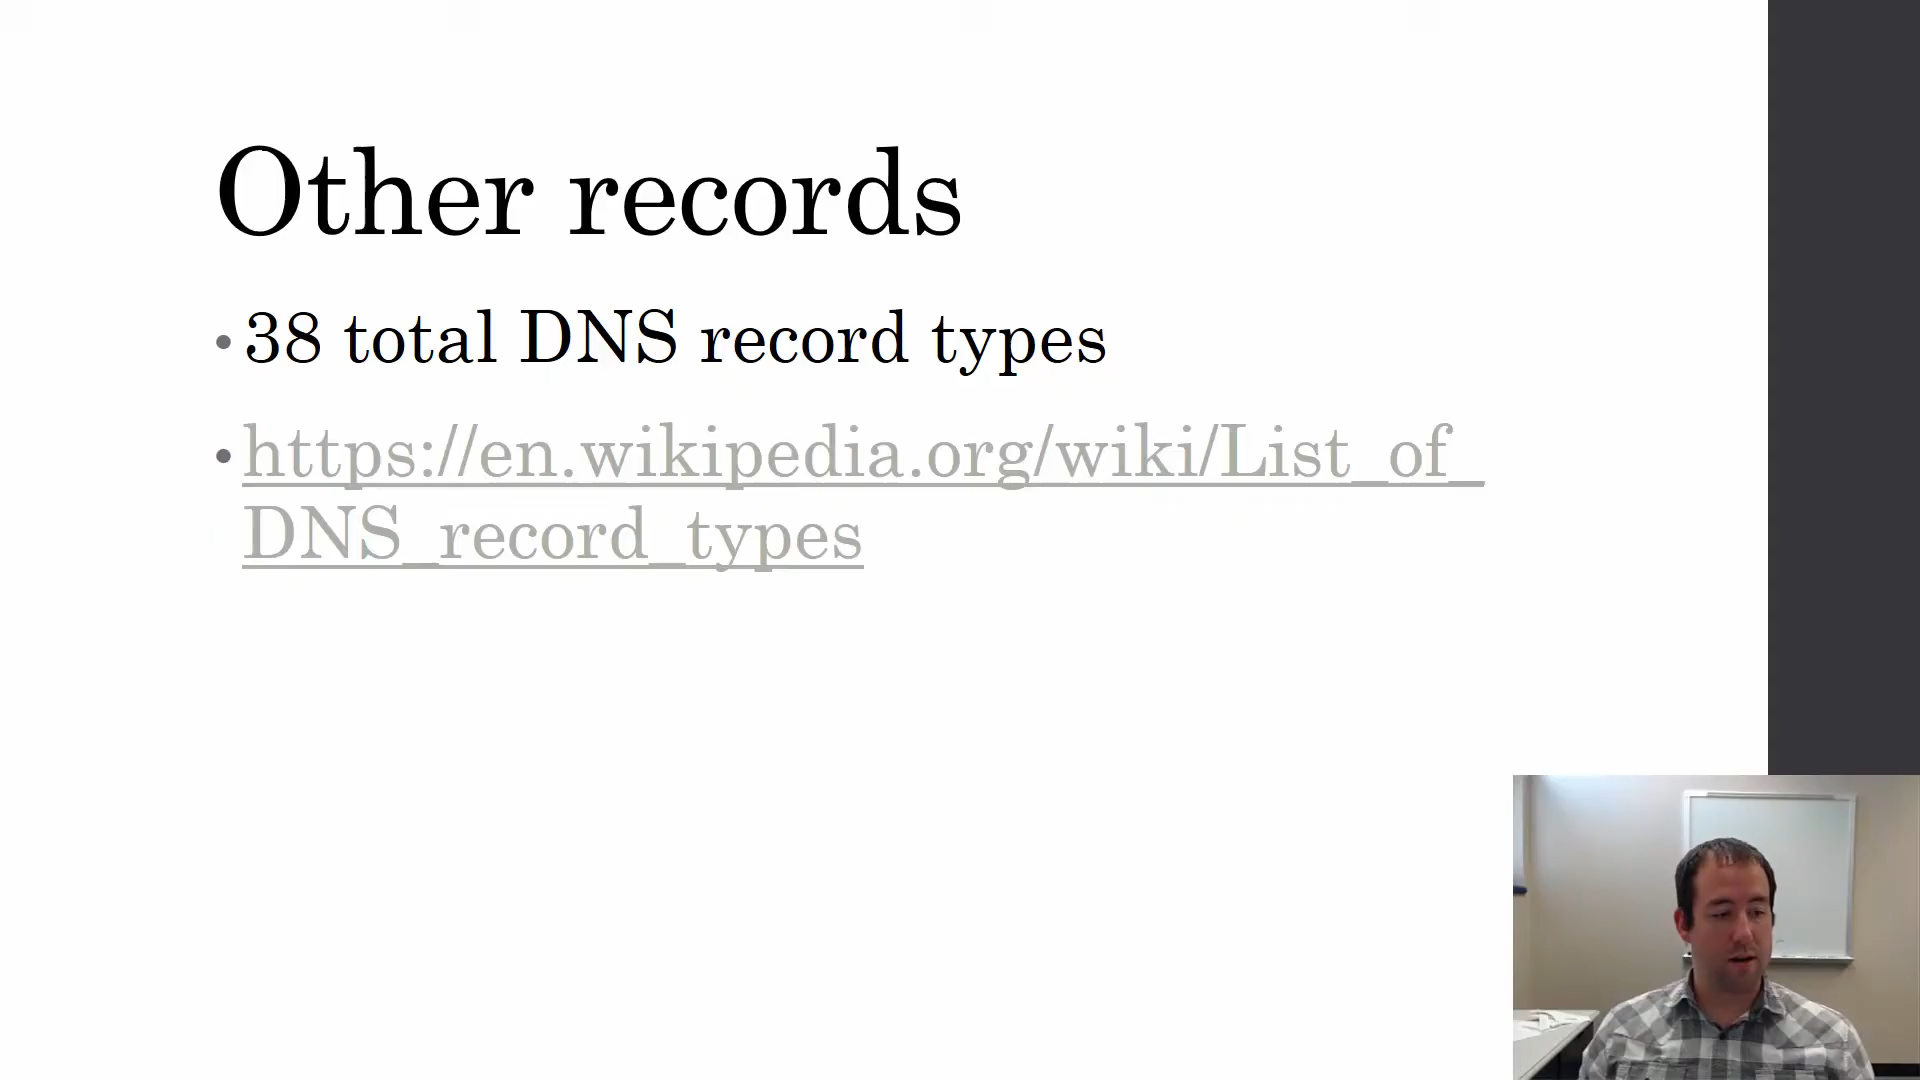 Other records
• 38 total DNS record types
• https://en.wikipedia.org/wiki/List_of_
DNS_record_types